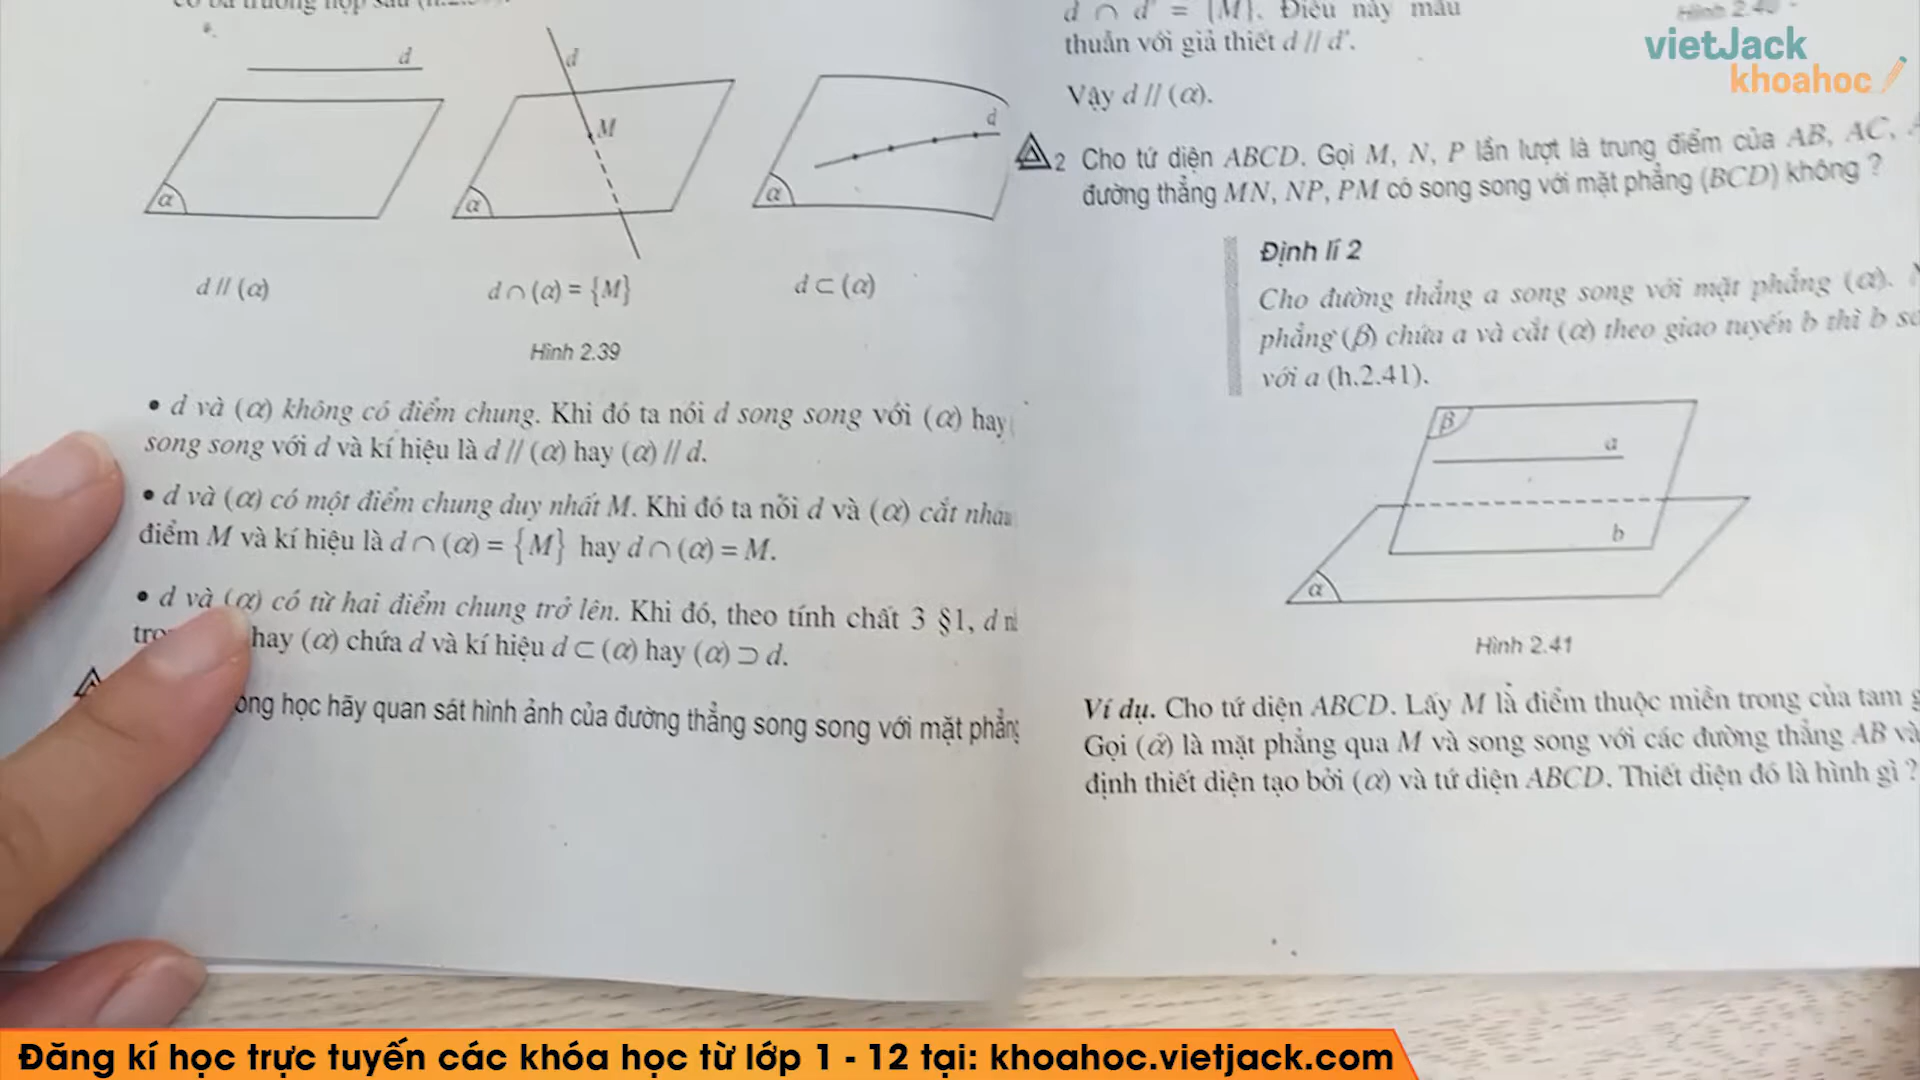 d
α
d // (α)
d
M
α
d ∩ (α) = {M}
d
α
d ⊂ (α)
Hình 2.39
• d và (α) không có điểm chung. Khi đó ta nói d song song với (α) hay
song song với d và kí hiệu là d // (α) hay (α) // d.
• d và (α) có một điểm chung duy nhất M. Khi đó ta nói d và (α) cắt nhau
điểm M và kí hiệu là d ∩ (α) = {M} hay d ∩ (α) = M.
• d và (α) có từ hai điểm chung trở lên. Khi đó, theo tính chất 3 §1, d
hay (α) chứa d và kí hiệu d ⊂ (α) hay (α) ⊃ d.
học hãy quan sát hình ảnh của đường thẳng song song với mặt phẳng
d ∩ d' = {M}. Điều này mâu
thuẫn với giả thiết d // d'.
Vậy d // (α).
2 Cho tứ diện ABCD. Gọi M, N, P lần lượt là trung điểm của AB, AC,
đường thẳng MN, NP, PM có song song với mặt phẳng (BCD) không ?
Định lí 2
Cho đường thẳng a song song với mặt phẳng (α).
phẳng (β) chứa a và cắt (α) theo giao tuyến b thì b
với a (h.2.41).
β
a
b
α
Hình 2.41
Ví dụ. Cho tứ diện ABCD. Lấy M là điểm thuộc miền trong của tam
Gọi (α) là mặt phẳng qua M và song song với các đường thẳng AB và
định thiết diện tạo bởi (α) và tứ diện ABCD. Thiết diện đó là hình gì ?
vietJack
khoahoc
Đăng kí học trực tuyến các khóa học từ lớp 1 - 12 tại: khoahoc.vietjack.com